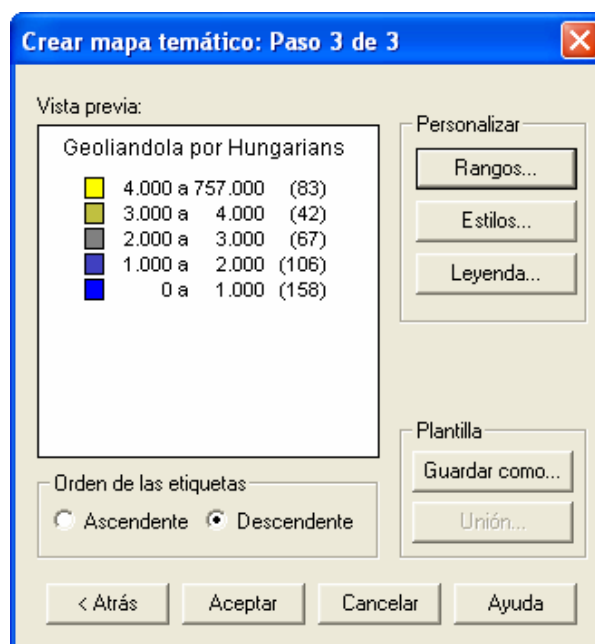 Crear mapa temático: Paso 3 de 3
Vista previa:
Geoliandola por Hungarians
4.000 a 757.000 (83)
3.000 a 4.000 (42)
2.000 a 3.000 (67)
1.000 a 2.000 (106)
0 a 1.000 (158)
Personalizar
Rangos...
Estilos...
Leyenda...
Plantilla
Guardar como...
Unión...
Orden de las etiquetas
Ascendente Descendente
< Atrás Aceptar Cancelar Ayuda